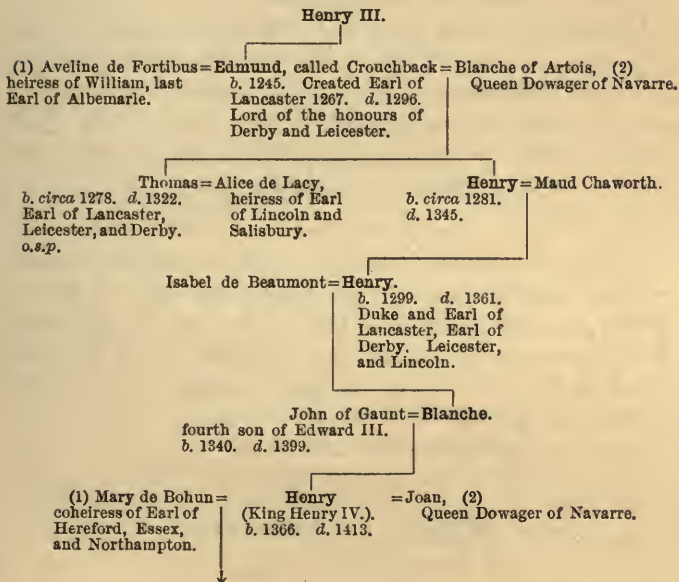 Henry III.
(1) Aveline de Fortibus=Edmund, called Crouchback=Blanche of Artois, (2)
heiress of William, last
Earl of Albemarle.
b. 1245. Created Earl of
Lancaster 1267. d. 1296.
Lord of the honours of
Derby and Leicester.
Queen Dowager of Navarre.
Thomas=Alice de Lacy,
b. circa 1278. d. 1322.
Earl of Lancaster,
Leicester, and Derby.
o.s.p.
heiress of Earl
of Lincoln and
Salisbury.
Henry=Maud Chaworth.
b. circa 1281.
d. 1345.
Isabel de Beaumont=Henry.
b. 1299. d. 1361.
Duke and Earl of
Lancaster, Earl of
Derby. Leicester,
and Lincoln.
John of Gaunt=Blanche.
fourth son of Edward III.
b. 1340. d. 1399.
(1) Mary de Bohun=
coheiress of Earl of
Hereford, Essex,
and Northampton.
Henry
(King Henry IV.).
b. 1366. d. 1413.
=Joan, (2)
Queen Dowager of Navarre.